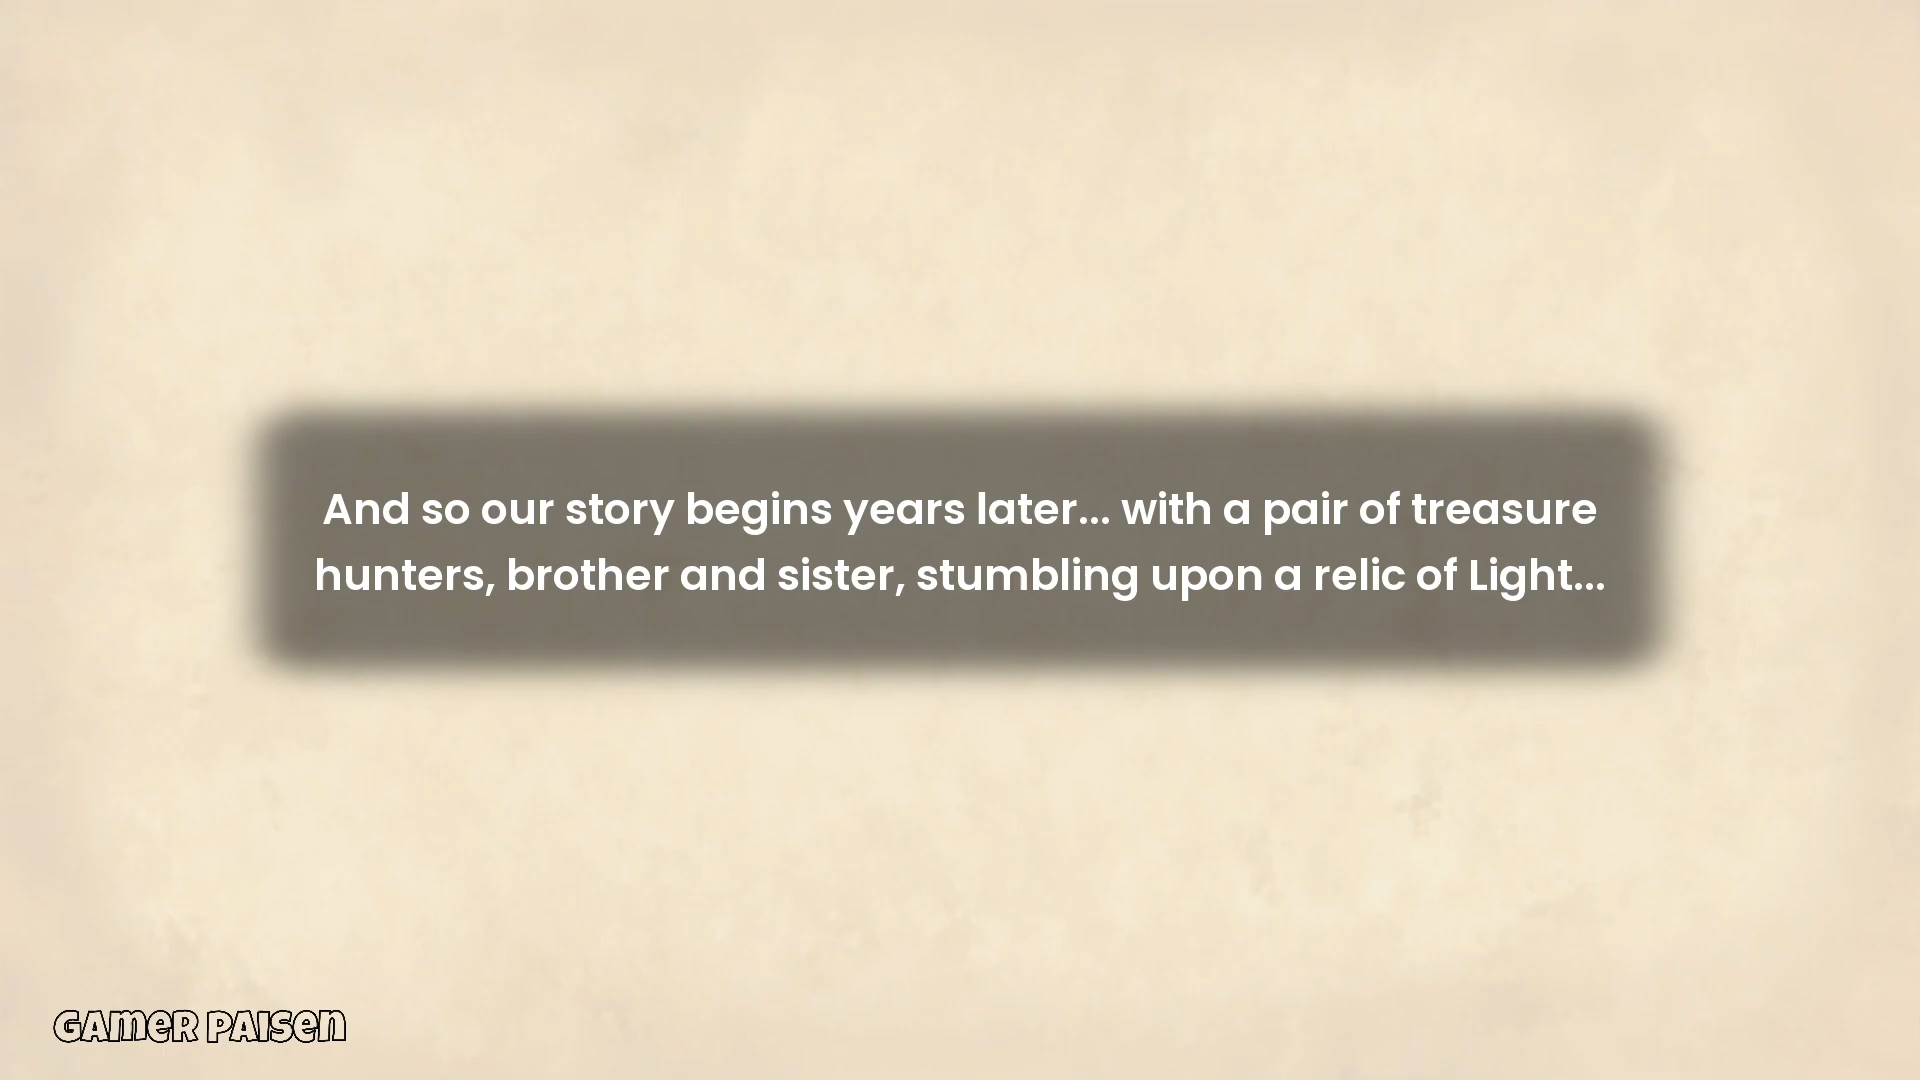 And so our story begins years later... with a pair of treasure
hunters, brother and sister, stumbling upon a relic of Light...
GAMER PAISEN